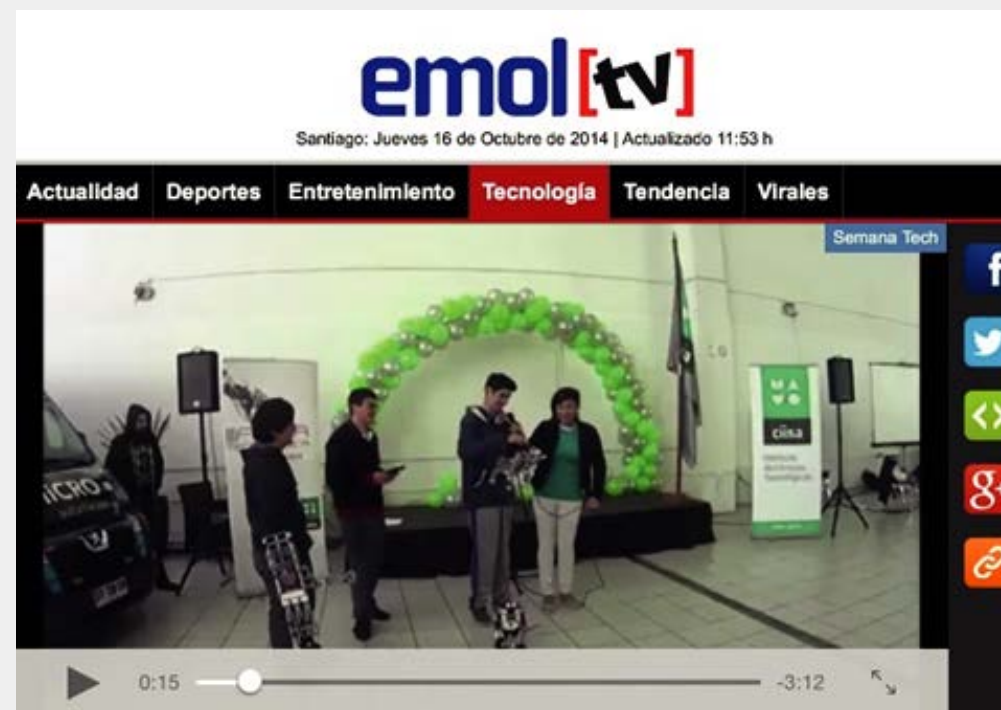 emol[tv]
Santiago: Jueves 16 de Octubre de 2014 | Actualizado 11:53 h
Actualidad Deportes Entretenimiento Tecnología Tendencia Virales
Semana Tech
f
g+
ciisa
ICRO
0:15
-3:12